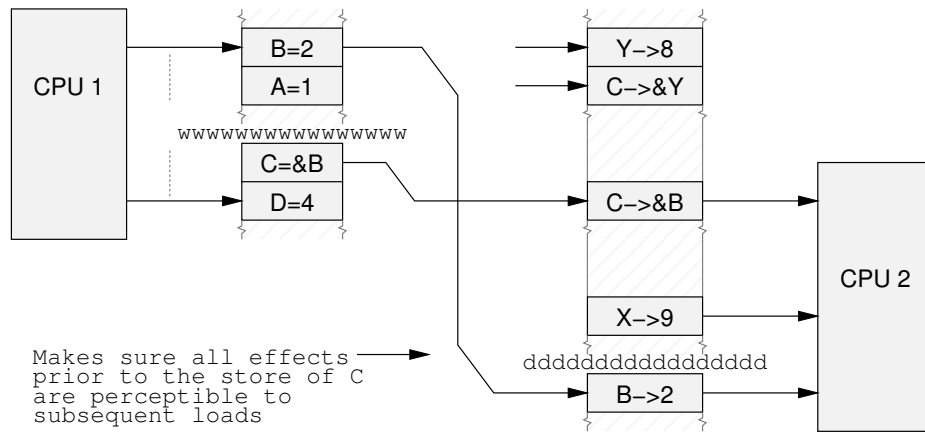 B=2
Y->8
CPU 1
A=1
C->&Y
wwwwwwwwwwwwwwww
C=&B
D=4
C->&B
CPU 2
X->9
Makes sure all effects
prior to the store of C
are perceptible to
subsequent loads
ddddddddddddddddd
B->2